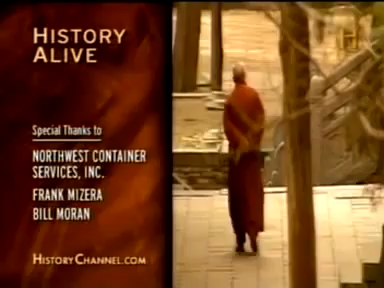 HISTORY
ALIVE
Special Thanks to
NORTHWEST CONTAINER
SERVICES, INC.
FRANK MIZERA
BILL MORAN
HISTORYCHANNEL.COM
H